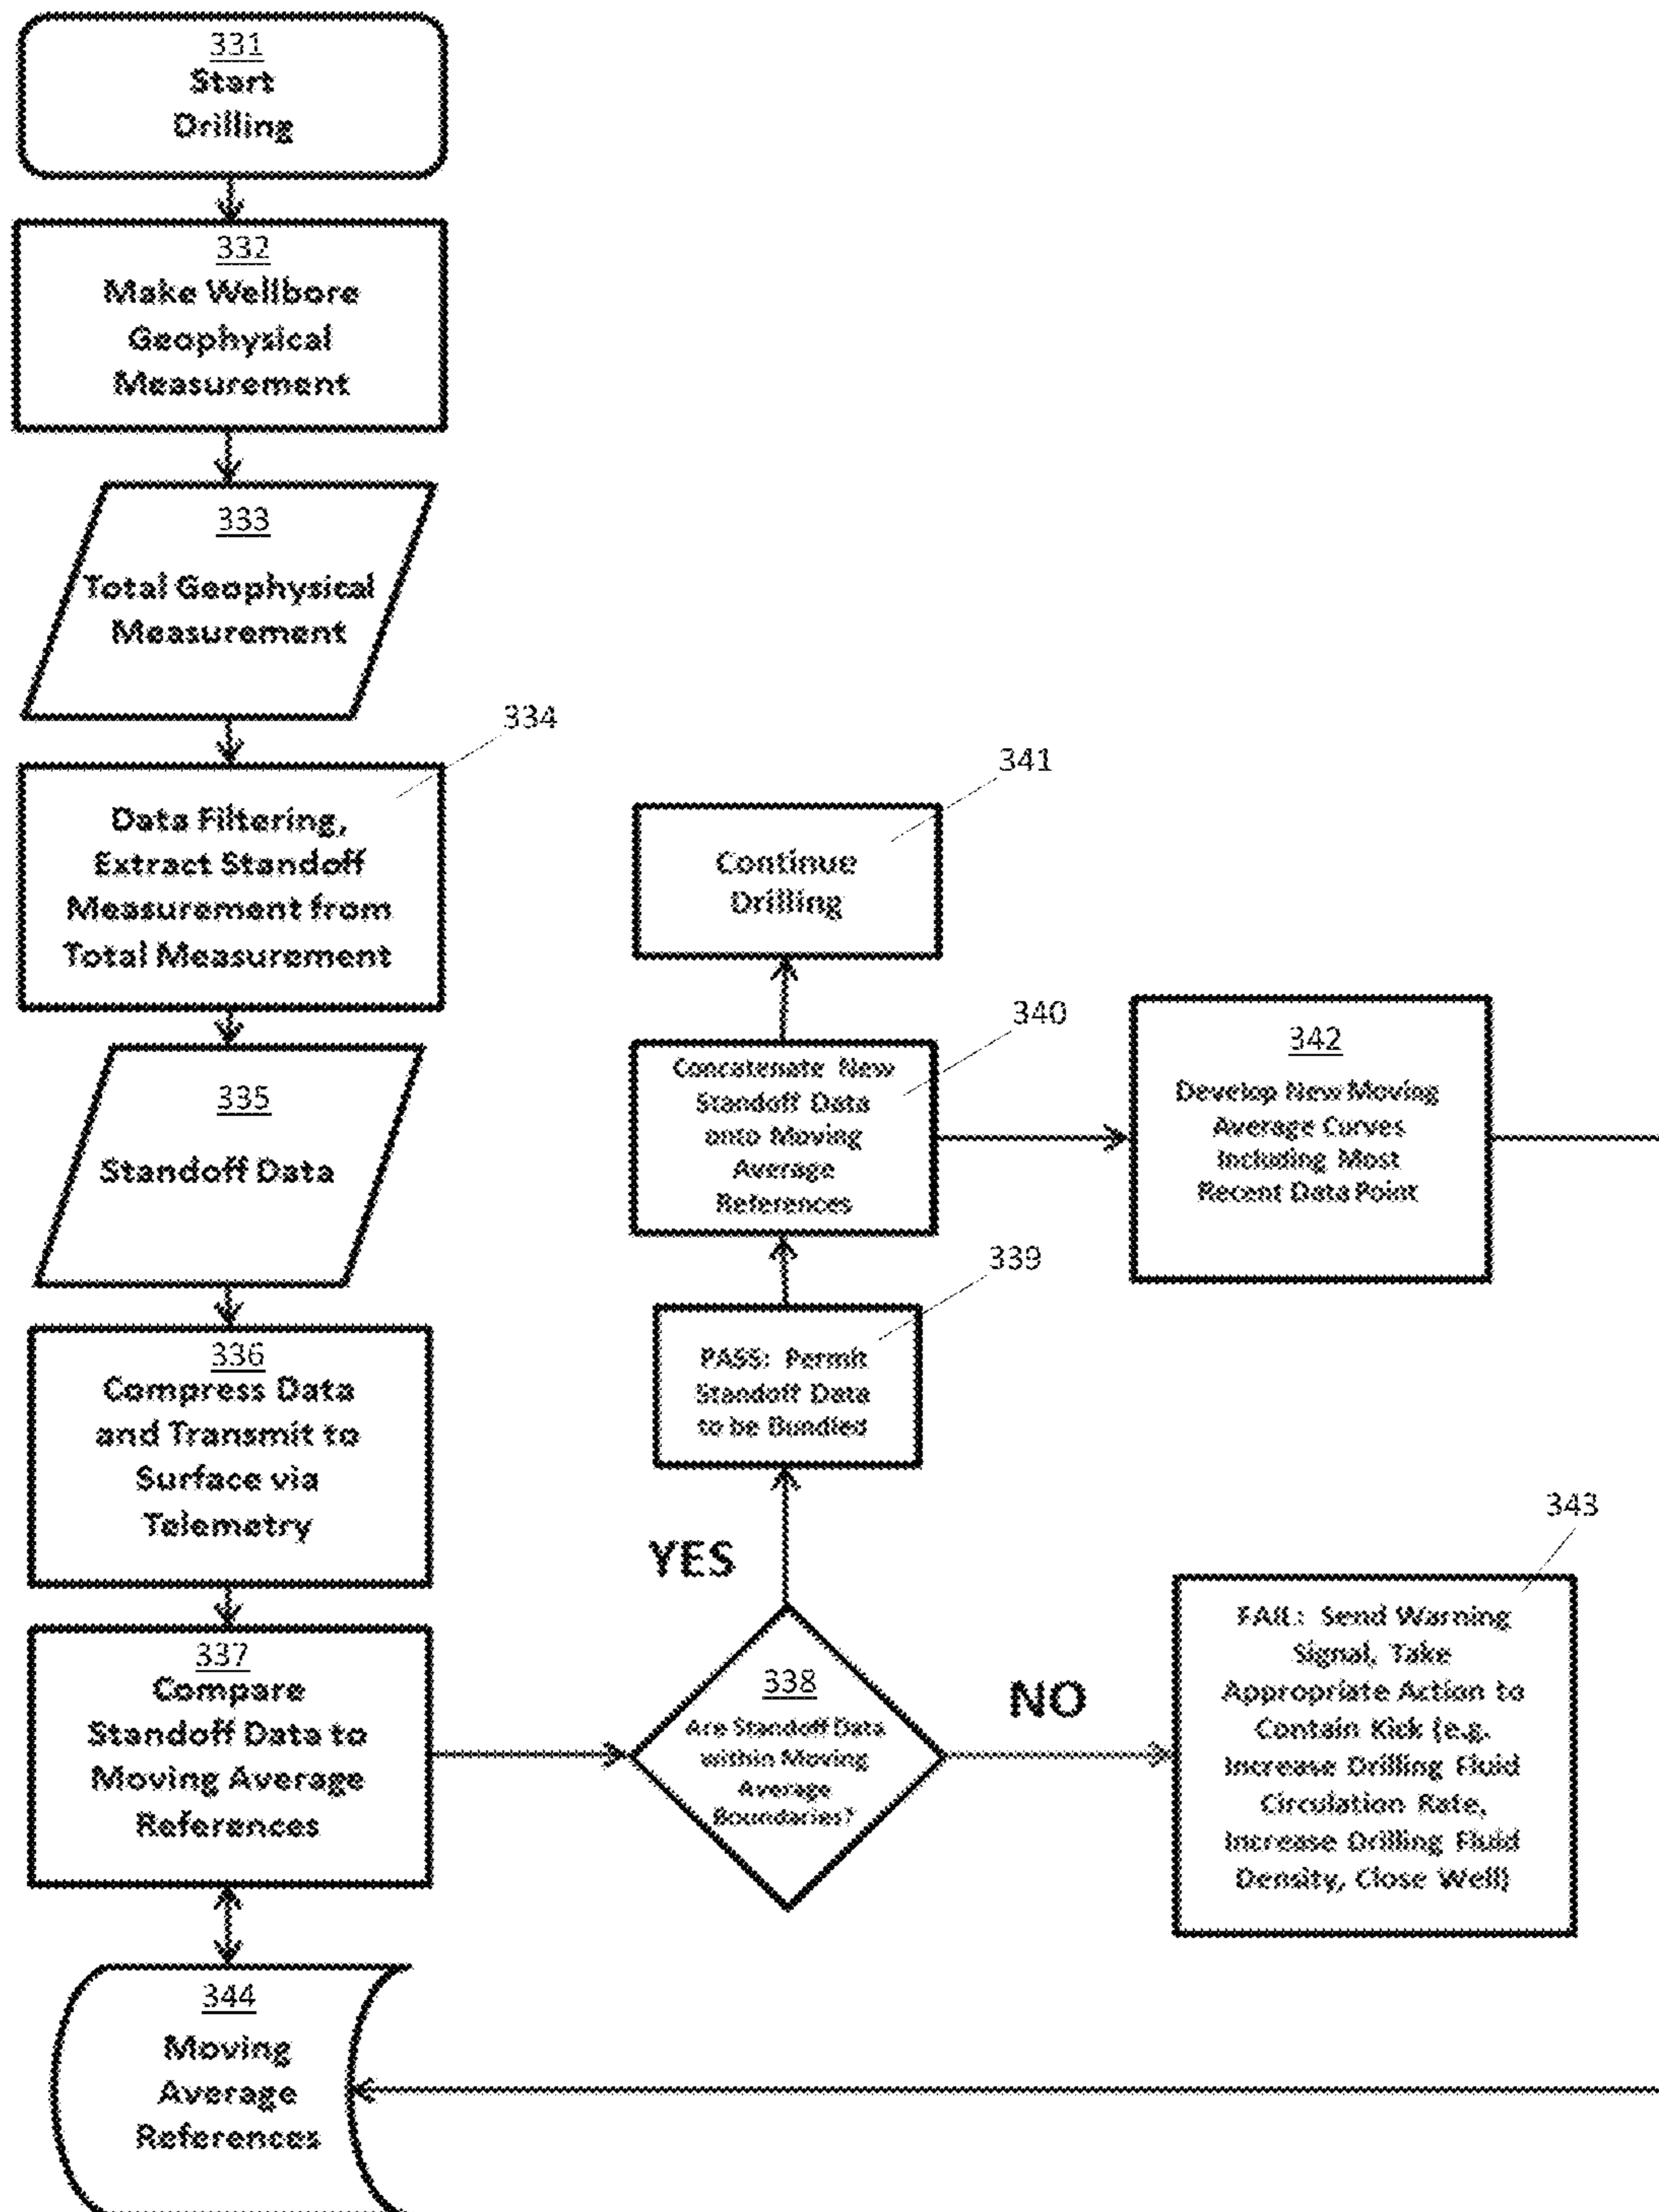 331
Start
Drilling
332
Make Wellbore
Geophysical
Measurement
333
Total Geophysical
Measurement
334
Data Filtering,
Extract Standoff
Measurement from
Total Measurement
335
Standoff Data
336
Compress Data
and Transmit to
Surface via
Telemetry
337
Compare
Standoff Data to
Moving Average
References
344
Moving
Average
References
338
Are Standoff Data
within Moving
Average
Boundaries?
YES
339
PASS: Permit
Standoff Data
to be Bundled
340
Concatenate New
Standoff Data
onto Moving
Average
References
341
Continue
Drilling
342
Develop New Moving
Average Curves
Including Most
Recent Data Point
NO
343
FAIL: Send Warning
Signal, Take
Appropriate Action to
Contain Kick (e.g.
Increase Drilling Fluid
Circulation Rate,
Increase Drilling Fluid
Density, Close Well)